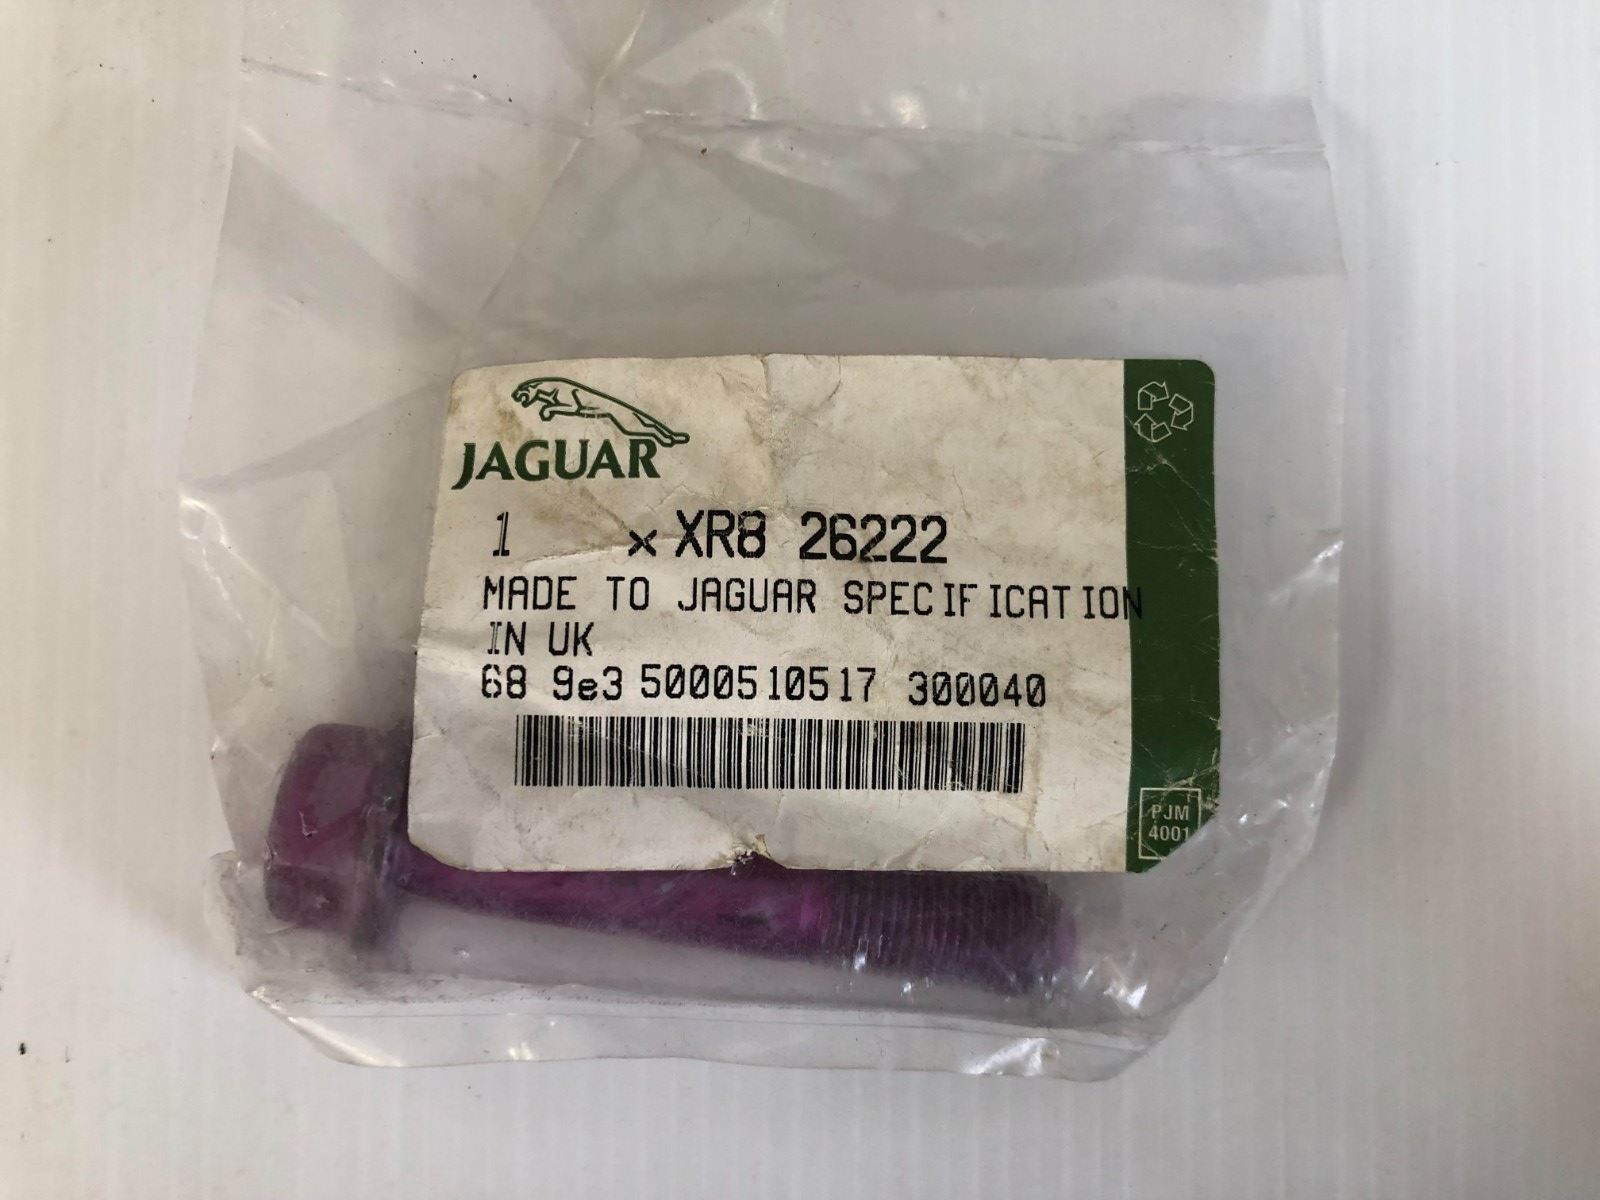 JAGUAR
1 x XR8 26222
MADE TO JAGUAR SPECIFICATION
IN UK
68 9e3 5000510517 300040
PJM
4001